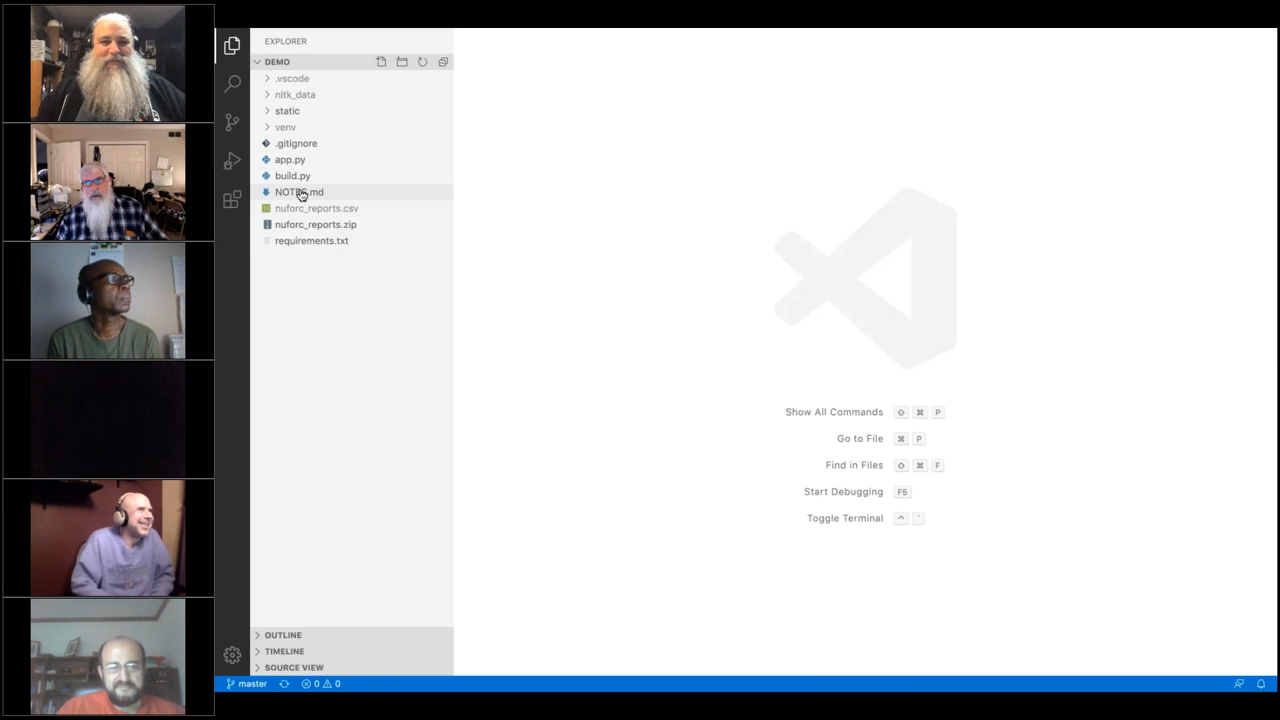 EXPLORER
DEMO
.vscode
nltk_data
static
venv
.gitignore
app.py
build.py
NOTES.md
nuforc_reports.csv
nuforc_reports.zip
requirements.txt
Show All Commands ⇧ ⌘ P
Go to File ⌘ P
Find in Files ⇧ ⌘ F
Start Debugging F5
Toggle Terminal ^ `
OUTLINE
TIMELINE
SOURCE VIEW
master 0 0